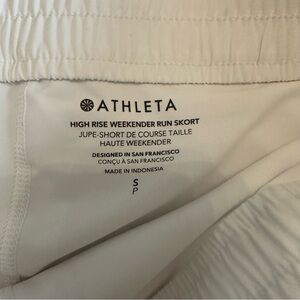 ATHLETA
HIGH RISE WEEKENDER RUN SKORT
JUPE-SHORT DE COURSE TAILLE
HAUTE WEEKENDER
DESIGNED IN SAN FRANCISCO
CONÇU À SAN FRANCISCO
MADE IN INDONESIA
S
P